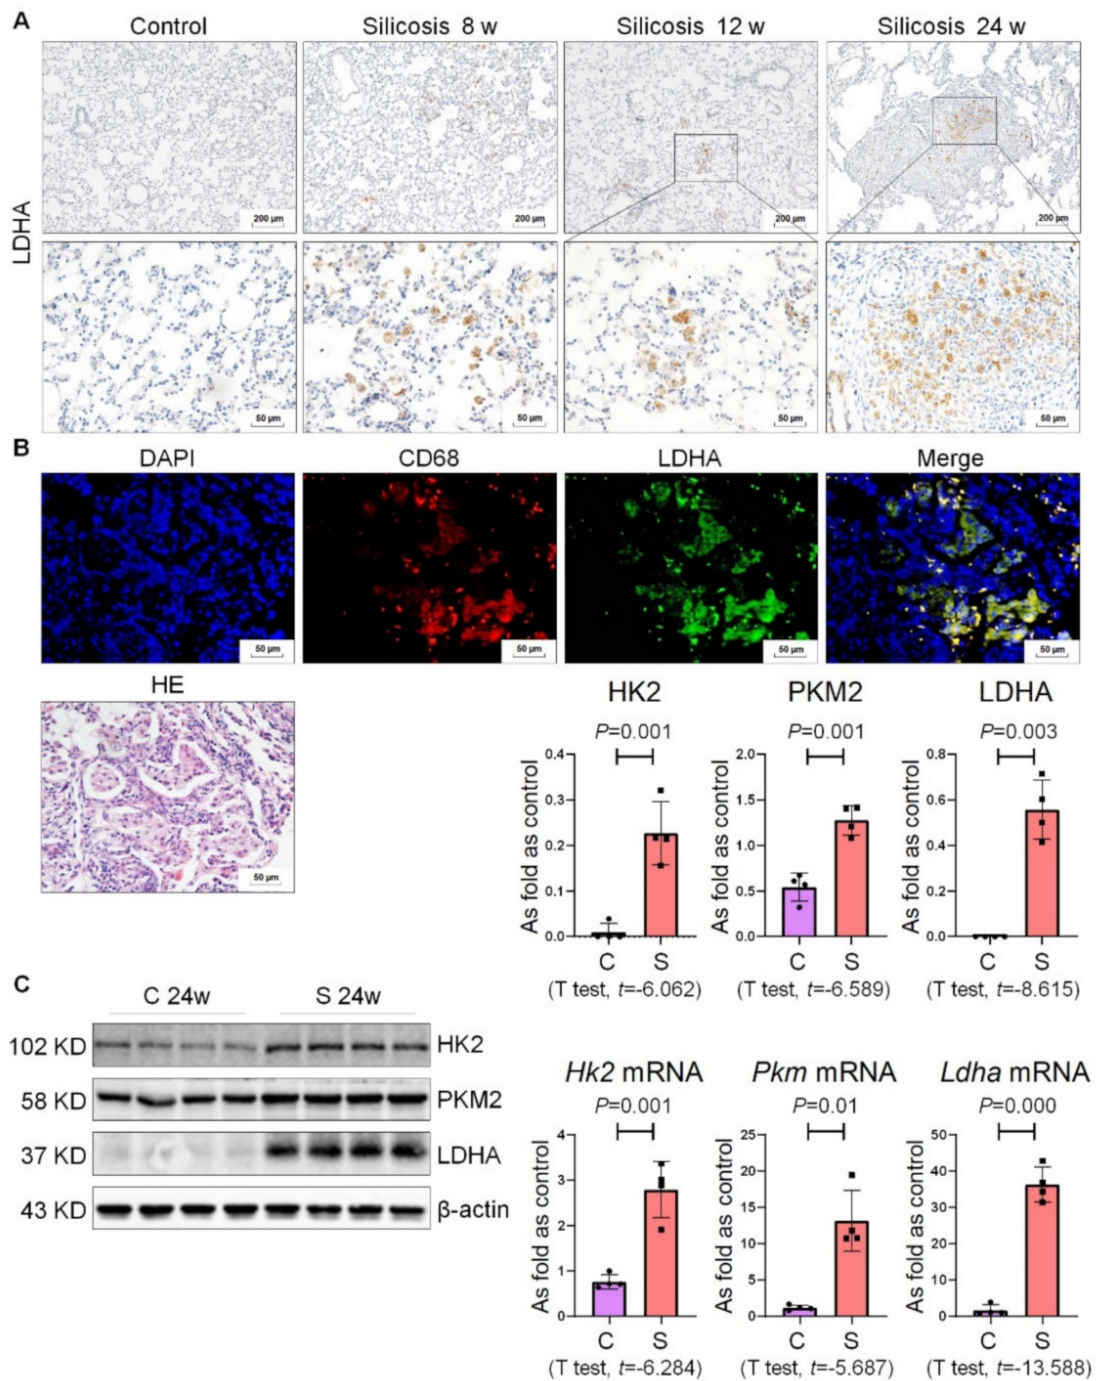 A
Control
Silicosis 8 w
Silicosis 12 w
Silicosis 24 w
LDHA
200 µm
200 µm
200 µm
200 µm
50 µm
50 µm
50 µm
50 µm
B
DAPI
CD68
LDHA
Merge
50 µm
50 µm
50 µm
50 µm
HE
50 µm
HK2
P=0.001
As fold as control
0.4
0.3
0.2
0.1
0.0
C
S
(T test, t=-6.062)
PKM2
P=0.001
As fold as control
2.0
1.5
1.0
0.5
0.0
C
S
(T test, t=-6.589)
LDHA
P=0.003
As fold as control
0.8
0.6
0.4
0.2
0.0
C
S
(T test, t=-8.615)
C
C 24w
S 24w
102 KD
HK2
58 KD
PKM2
37 KD
LDHA
43 KD
β-actin
Hk2 mRNA
P=0.001
As fold as control
4
3
2
1
0
C
S
(T test, t=-6.284)
Pkm mRNA
P=0.01
As fold as control
25
20
15
10
5
0
C
S
(T test, t=-5.687)
Ldha mRNA
P=0.000
As fold as control
50
40
30
20
10
0
C
S
(T test, t=-13.588)